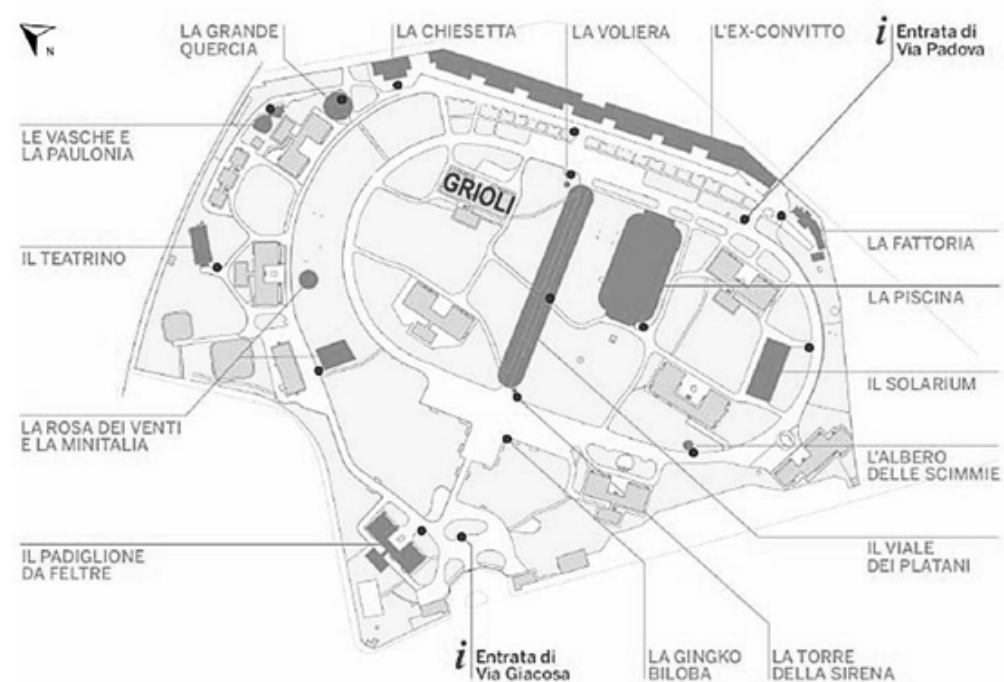 N
LA GRANDE
QUERCIA
LA CHIESETTA
LA VOLIERA
L'EX-CONVITTO
i Entrata di
Via Padova
LE VASCHE E
LA PAULONIA
GRIOLI
LA FATTORIA
IL TEATRINO
LA PISCINA
IL SOLARIUM
LA ROSA DEI VENTI
E LA MINITALIA
L'ALBERO
DELLE SCIMMIE
IL PADIGLIONE
DA FELTRE
IL VIALE
DEI PLATANI
i Entrata di
Via Giacosa
LA GINGKO
BILOBA
LA TORRE
DELLA SIRENA